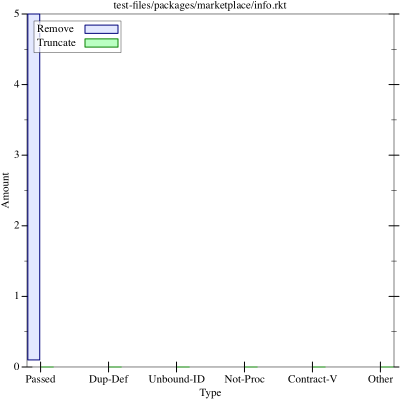 test-files/packages/marketplace/info.rkt
Remove
Truncate
5
4
3
2
1
0
Amount
Passed Dup-Def Unbound-ID Not-Proc Contract-V Other
Type